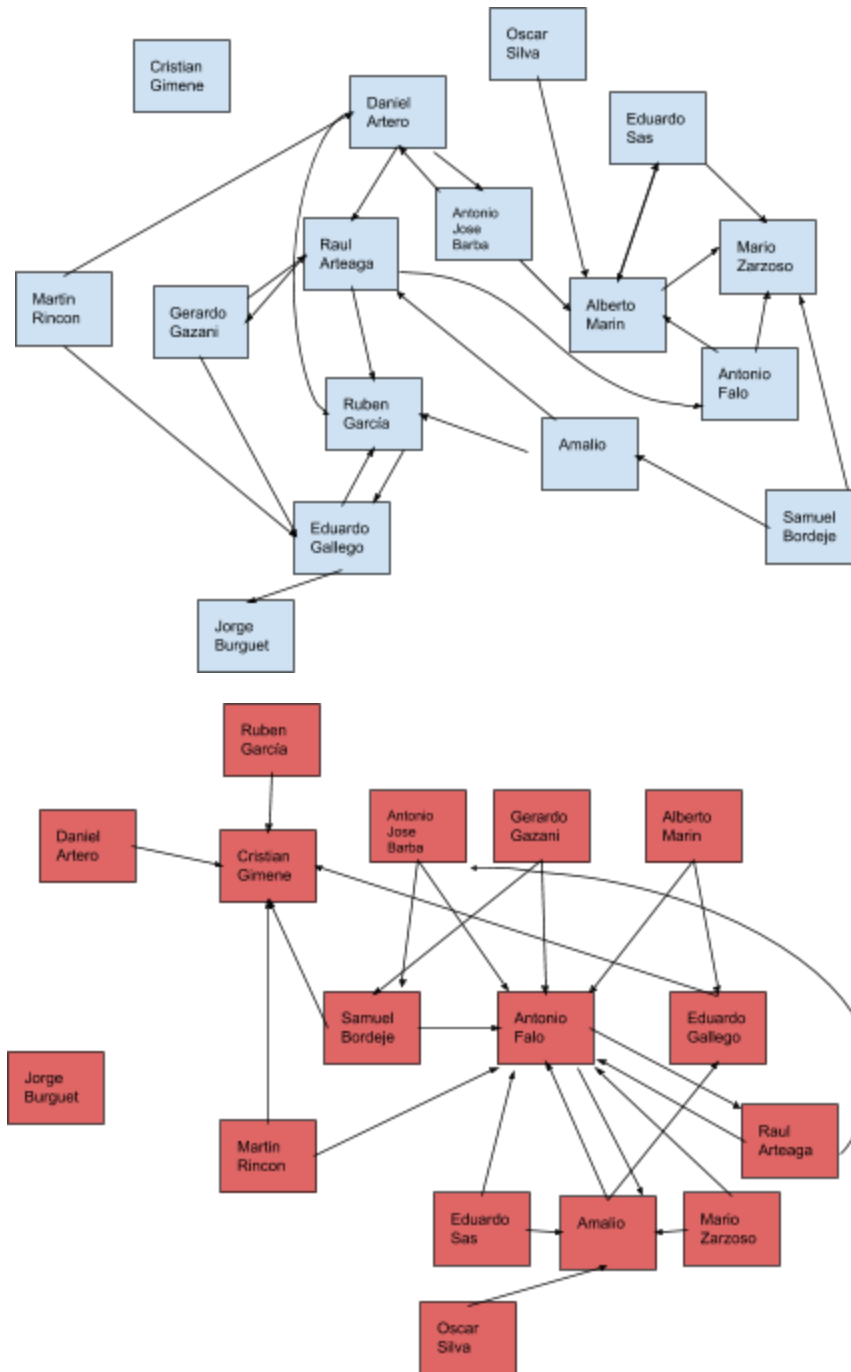 Oscar
Silva
Cristian
Gimene
Daniel
Artero
Eduardo
Sas
Antonio
Jose
Barba
Raul
Arteaga
Mario
Zarzoso
Martin
Rincon
Gerardo
Gazani
Alberto
Marin
Antonio
Falo
Ruben
García
Amalio
Samuel
Bordeje
Eduardo
Gallego
Jorge
Burguet
Ruben
García
Daniel
Artero
Cristian
Gimene
Antonio
Jose
Barba
Gerardo
Gazani
Alberto
Marin
Samuel
Bordeje
Antonio
Falo
Eduardo
Gallego
Jorge
Burguet
Martin
Rincon
Raul
Arteaga
Eduardo
Sas
Amalio
Mario
Zarzoso
Oscar
Silva